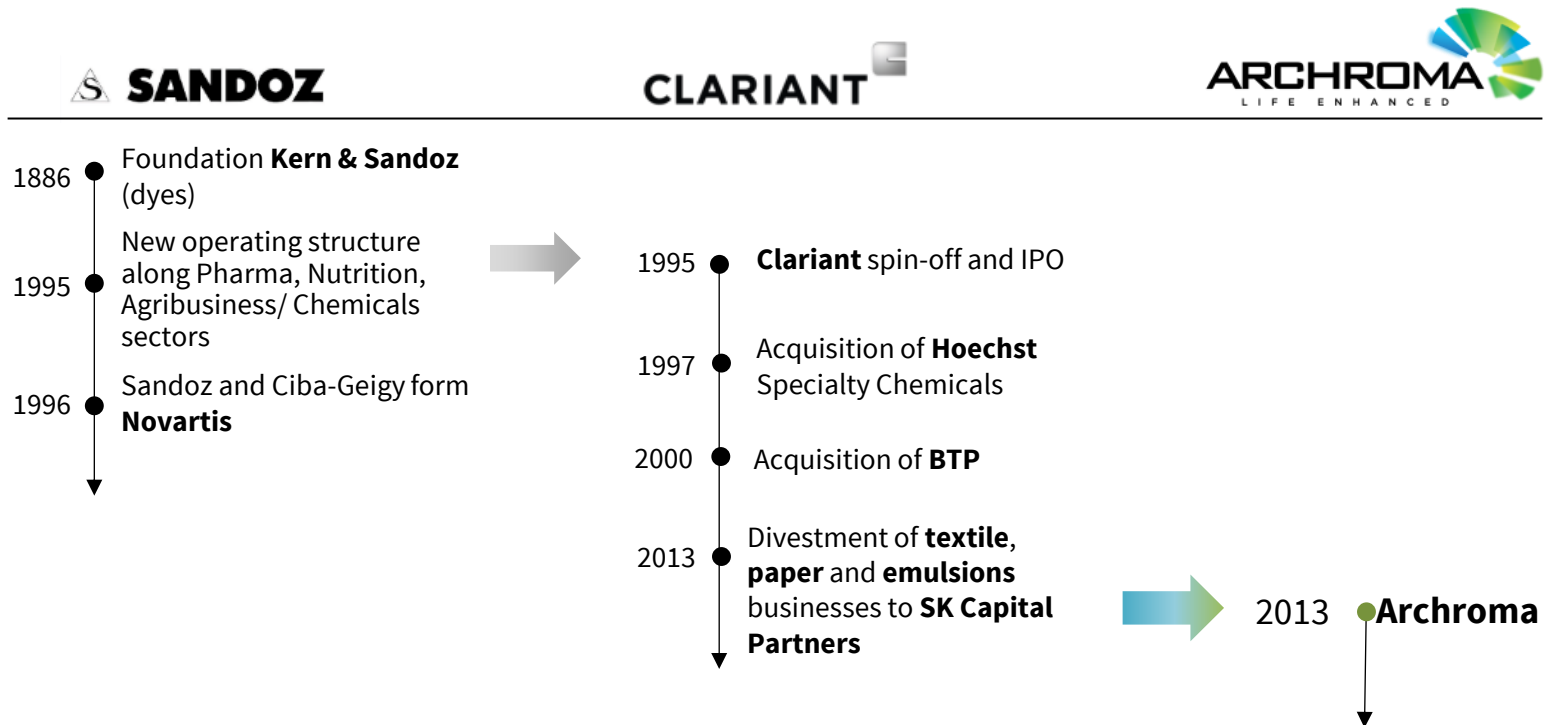 S SANDOZ
CLARIANT
ARCHROMA
LIFE ENHANCED
1886
Foundation Kern & Sandoz
(dyes)
1995
New operating structure
along Pharma, Nutrition,
Agribusiness/ Chemicals
sectors
1996
Sandoz and Ciba-Geigy form
Novartis
1995
Clariant spin-off and IPO
1997
Acquisition of Hoechst
Specialty Chemicals
2000
Acquisition of BTP
2013
Divestment of textile,
paper and emulsions
businesses to SK Capital
Partners
2013
Archroma